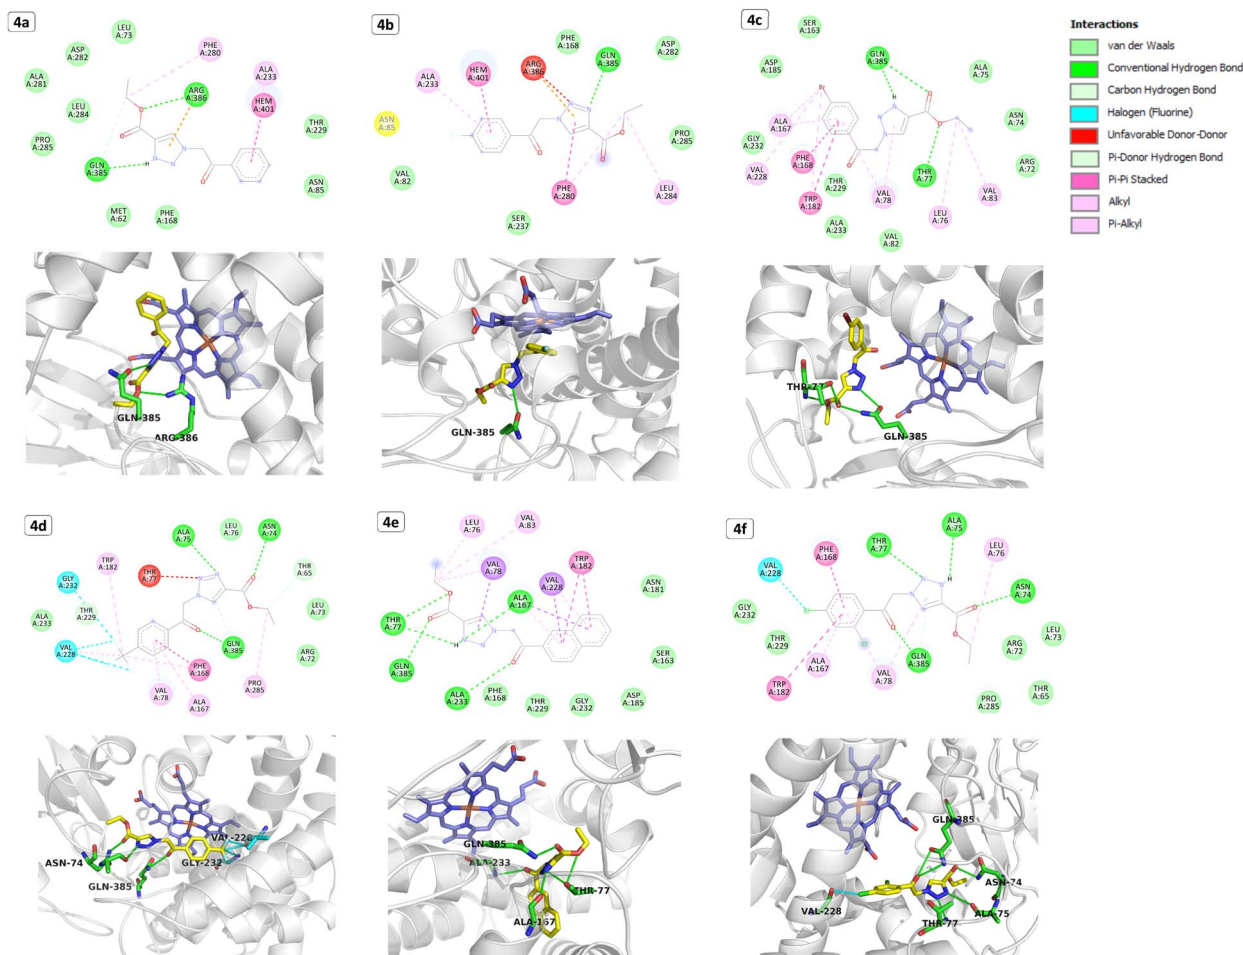 4a
LEU
A:73
ASP
A:282
PHE
A:280
ALA
A:281
ALA
A:233
ARG
A:386
HEM
A:401
LEU
A:284
THR
A:229
PRO
A:285
GLN
A:385
ASN
A:85
MET
A:62
PHE
A:168
GLN-385
ARG-386
4b
PHE
A:168
GLN
A:385
ASP
A:282
ALA
A:233
HEM
A:401
ARG
A:386
ASN
A:85
PRO
A:285
VAL
A:82
PHE
A:280
LEU
A:284
SER
A:237
GLN-385
4c
SER
A:163
GLN
A:385
ASP
A:185
ALA
A:75
Br
H
ALA
A:167
ASN
A:74
GLY
A:232
PHE
A:168
ARG
A:72
VAL
A:228
THR
A:229
THR
A:77
TRP
A:182
VAL
A:78
VAL
A:83
LEU
A:76
ALA
A:233
VAL
A:82
THR-77
GLN-385
Interactions
van der Waals
Conventional Hydrogen Bond
Carbon Hydrogen Bond
Halogen (Fluorine)
Unfavorable Donor-Donor
Pi-Donor Hydrogen Bond
Pi-Pi Stacked
Alkyl
Pi-Alkyl
4d
ALA
A:75
LEU
A:76
ASN
A:74
TRP
A:182
THR
A:77
THR
A:65
GLY
A:232
ALA
A:233
THR
A:229
LEU
A:73
VAL
A:228
GLN
A:385
ARG
A:72
PHE
A:168
VAL
A:78
ALA
A:167
PRO
A:285
ASN-74
GLN-385
GLY-232
4e
LEU
A:76
VAL
A:83
VAL
A:78
TRP
A:182
VAL
A:228
ASN
A:181
ALA
A:167
THR
A:77
H
GLN
A:385
SER
A:163
ALA
A:233
PHE
A:168
THR
A:229
GLY
A:232
ASP
A:185
GLN-385
ALA-233
THR-77
ALA-167
4f
ALA
A:75
THR
A:77
PHE
A:168
LEU
A:76
VAL
A:228
H
ASN
A:74
GLY
A:232
Cl
THR
A:229
ARG
A:72
LEU
A:73
ALA
A:167
GLN
A:385
TRP
A:182
VAL
A:78
PRO
A:285
THR
A:65
GLN-385
ASN-74
VAL-228
ALA-75
THR-77